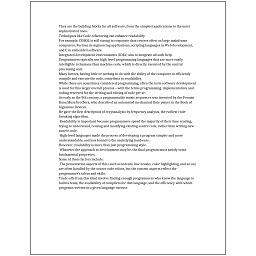 They are the building blocks for all software, from the simplest applications to the most
sophisticated ones.
Techniques like Code refactoring can enhance readability.
For example, COBOL is still strong in corporate data centers often on large mainframe
computers, Fortran in engineering applications, scripting languages in Web development,
and C in embedded software.
Integrated development environments (IDEs) aim to integrate all such help.
Programmers typically use high-level programming languages that are more easily
intelligible to humans than machine code, which is directly executed by the central
processing unit.
Many factors, having little or nothing to do with the ability of the computer to efficiently
compile and execute the code, contribute to readability.
While these are sometimes considered programming, often the term software development
is used for this larger overall process – with the terms programming, implementation, and
coding reserved for the writing and editing of code per se.
As early as the 9th century, a programmable music sequencer was invented by the Persian
Banu Musa brothers, who described an automated mechanical flute player in the Book of
Ingenious Devices.
He gave the first description of cryptanalysis by frequency analysis, the earliest code-
breaking algorithm.
Readability is important because programmers spend the majority of their time reading,
trying to understand, reusing and modifying existing source code, rather than writing new
source code.
High-level languages made the process of developing a program simpler and more
understandable, and less bound to the underlying hardware.
However, readability is more than just programming style.
Whatever the approach to development may be, the final program must satisfy some
fundamental properties.
Some of these factors include:
The presentation aspects of this (such as indents, line breaks, color highlighting, and so on)
are often handled by the source code editor, but the content aspects reflect the
programmer's talent and skills.
Trade-offs from this ideal involve finding enough programmers who know the language to
build a team, the availability of compilers for that language, and the efficiency with which
programs written in a given language execute.